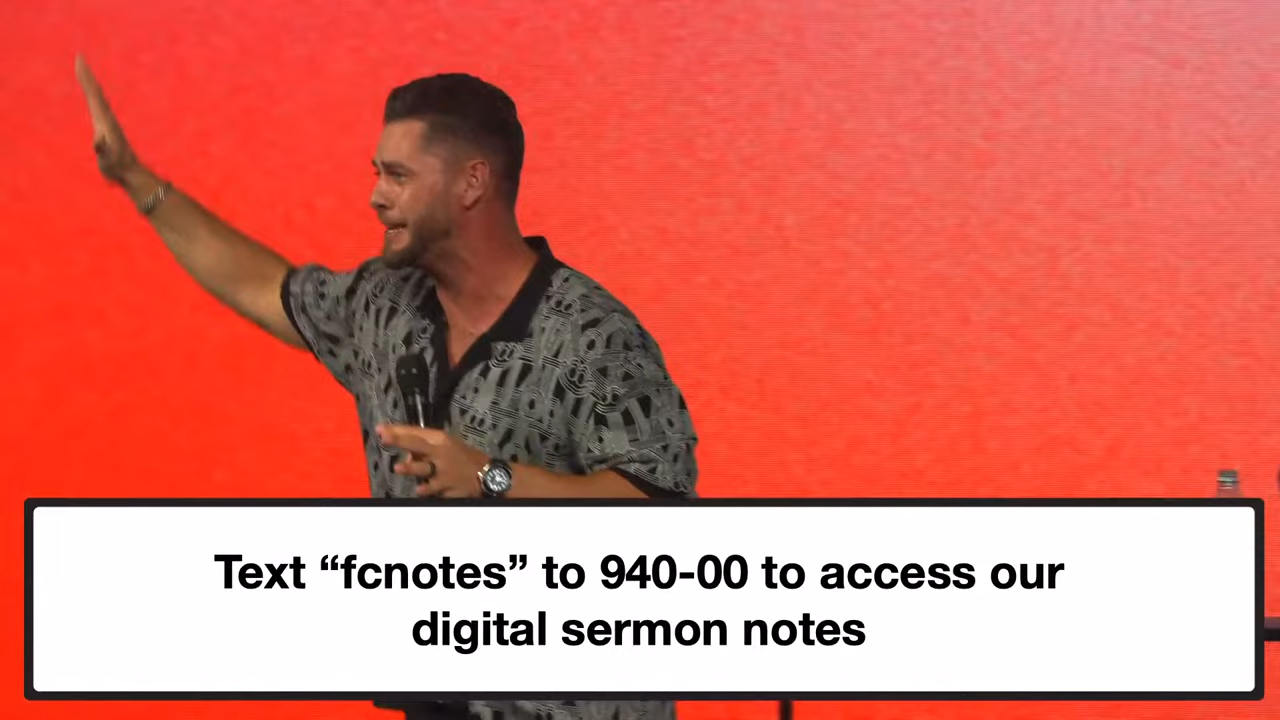 Text “fcnotes” to 940-00 to access our
digital sermon notes